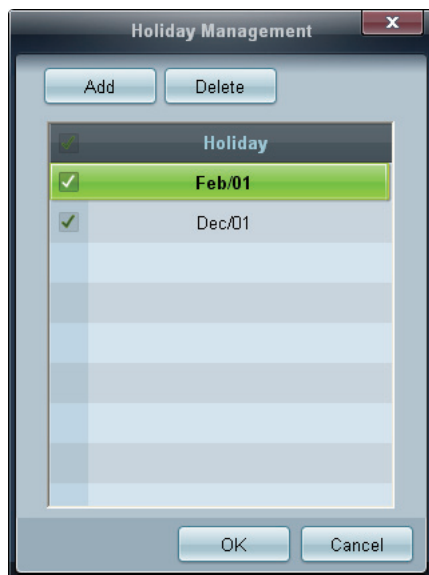 Holiday Management
x
Add
Delete
Holiday
Feb/01
Dec/01
OK
Cancel